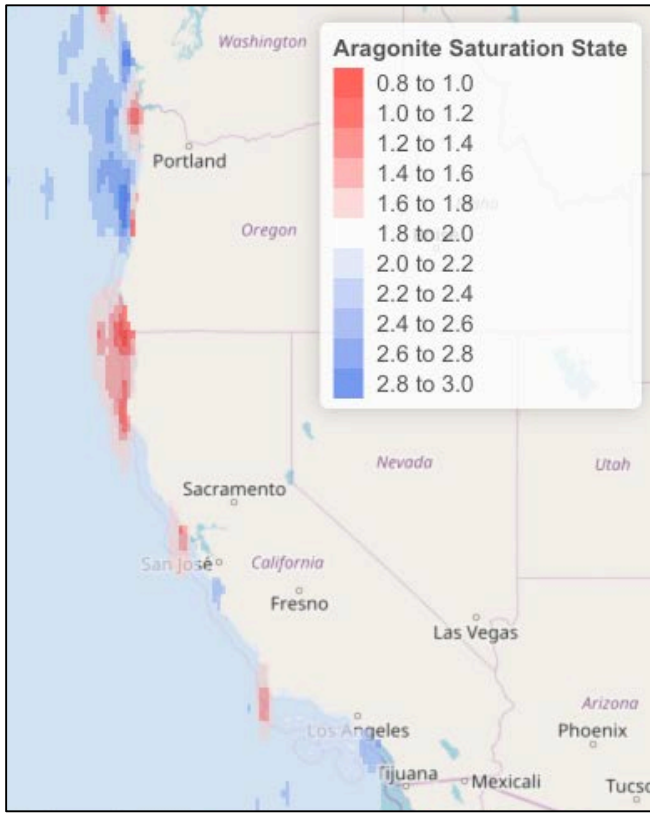 Washington
Aragonite Saturation State
0.8 to 1.0
1.0 to 1.2
1.2 to 1.4
1.4 to 1.6
1.6 to 1.8
1.8 to 2.0
2.0 to 2.2
2.2 to 2.4
2.4 to 2.6
2.6 to 2.8
2.8 to 3.0
Portland
Oregon
Nevada
Utah
Sacramento
San José
California
Fresno
Las Vegas
Arizona
Los Angeles
Phoenix
Tijuana
Mexicali